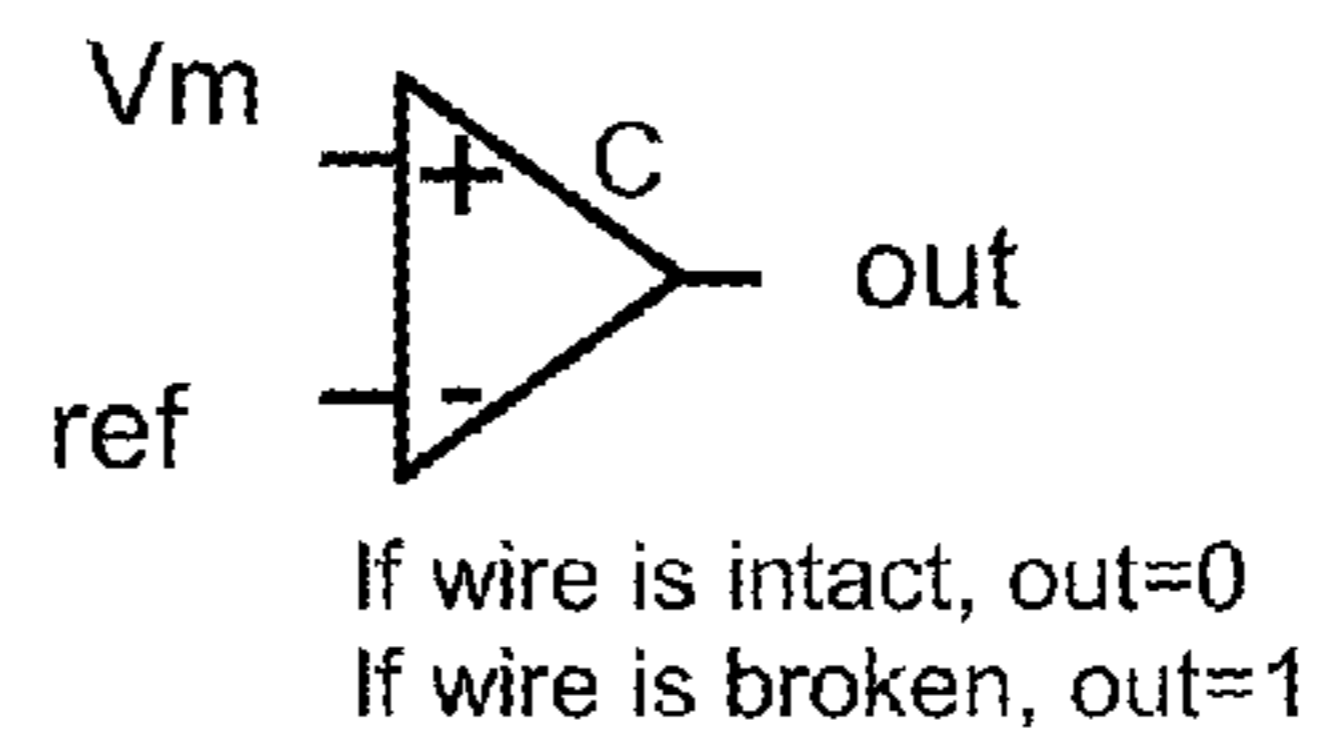 Vm
+
C
out
ref
-
If wire is intact, out=0
If wire is broken, out=1